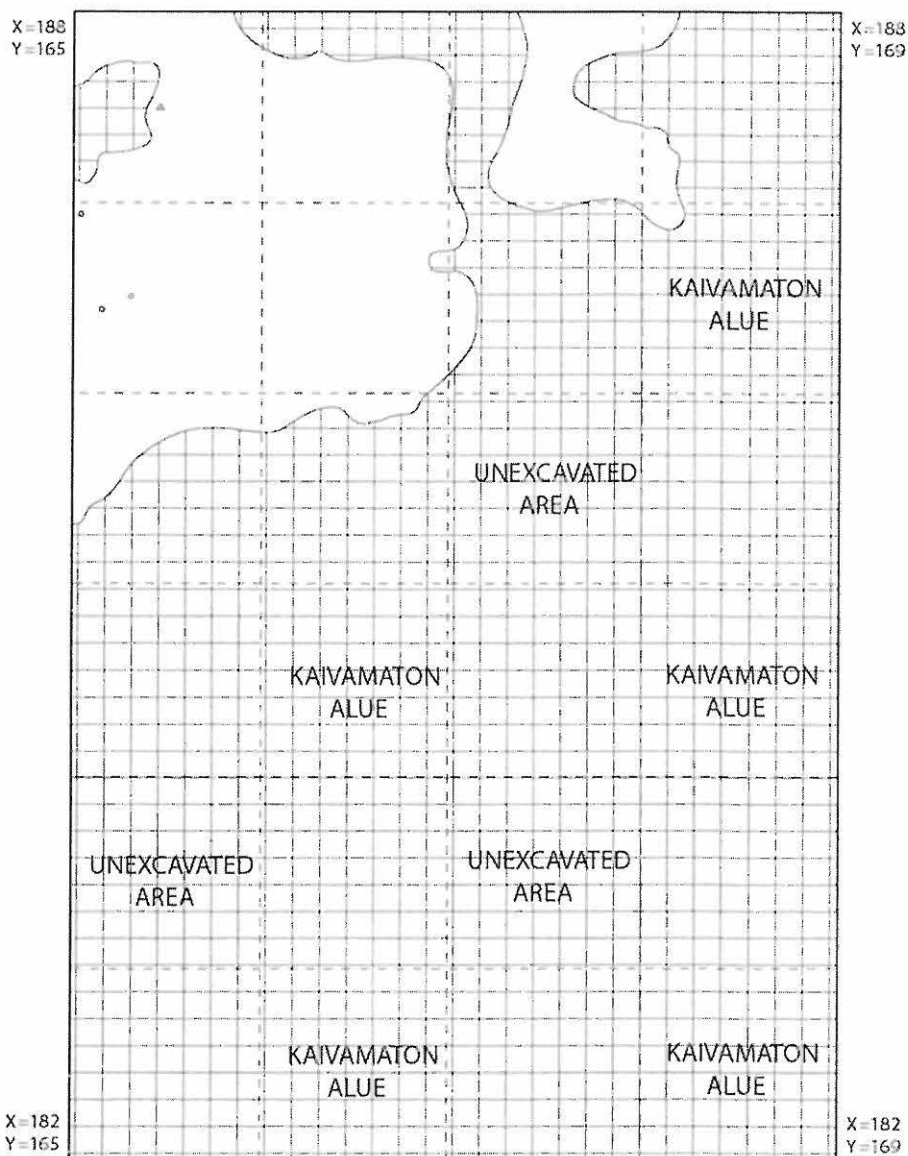 X=188
Y=165
X=188
Y=169
KAIVAMATON
ALUE
UNEXCAVATED
AREA
KAIVAMATON
ALUE
KAIVAMATON
ALUE
UNEXCAVATED
AREA
UNEXCAVATED
AREA
KAIVAMATON
ALUE
KAIVAMATON
ALUE
X=182
Y=165
X=182
Y=169